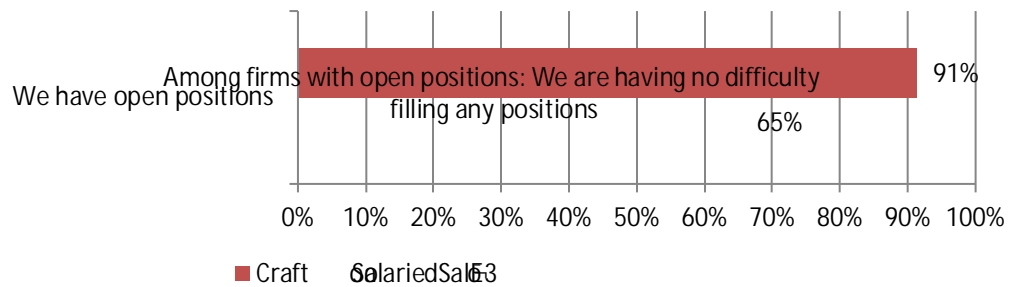 Among firms with open positions: We are having no difficulty
filling any positions
91%
We have open positions
65%
0% 10% 20% 30% 40% 50% 60% 70% 80% 90% 100%
Craft